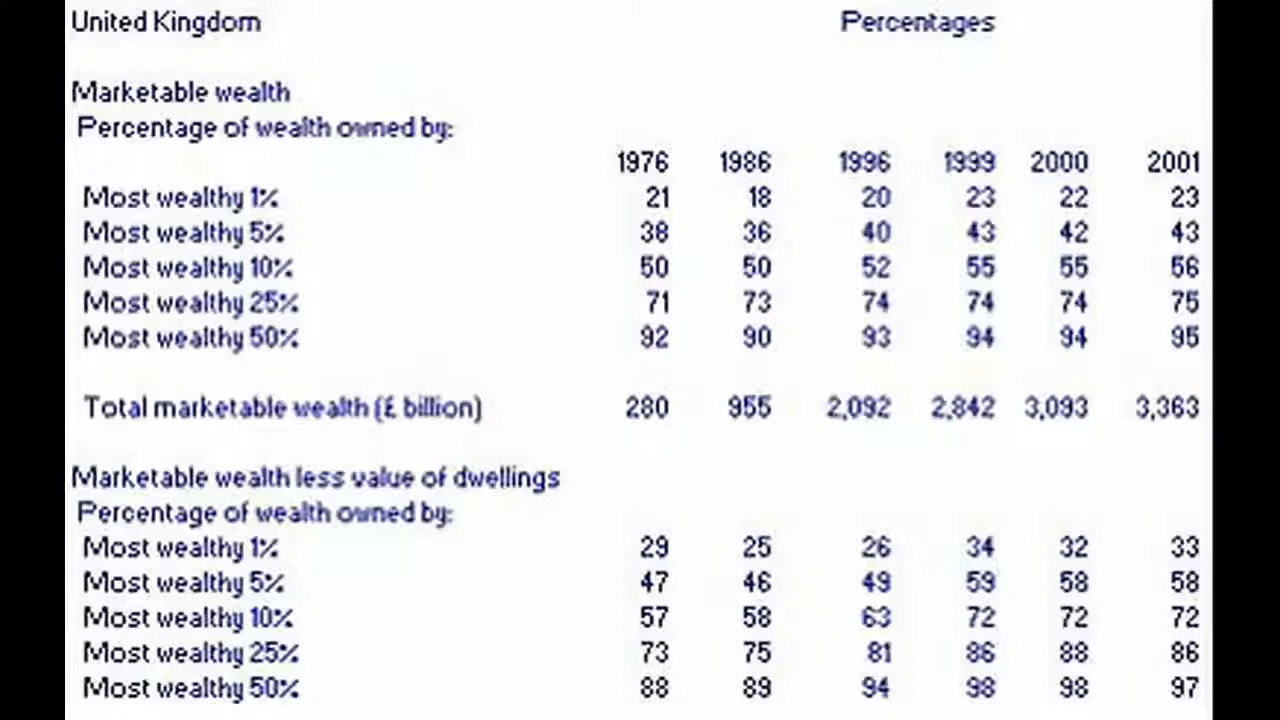 United Kingdom Percentages
Marketable wealth
Percentage of wealth owned by:
1976 1986 1996 1999 2000 2001
Most wealthy 1% 21 18 20 23 22 23
Most wealthy 5% 38 36 40 43 42 43
Most wealthy 10% 50 50 52 55 55 56
Most wealthy 25% 71 73 74 74 74 75
Most wealthy 50% 92 90 93 94 94 95
Total marketable wealth (£ billion) 280 955 2,092 2,842 3,093 3,363
Marketable wealth less value of dwellings
Percentage of wealth owned by:
Most wealthy 1% 29 25 26 34 32 33
Most wealthy 5% 47 46 49 59 58 58
Most wealthy 10% 57 58 63 72 72 72
Most wealthy 25% 73 75 81 86 88 86
Most wealthy 50% 88 89 94 98 98 97